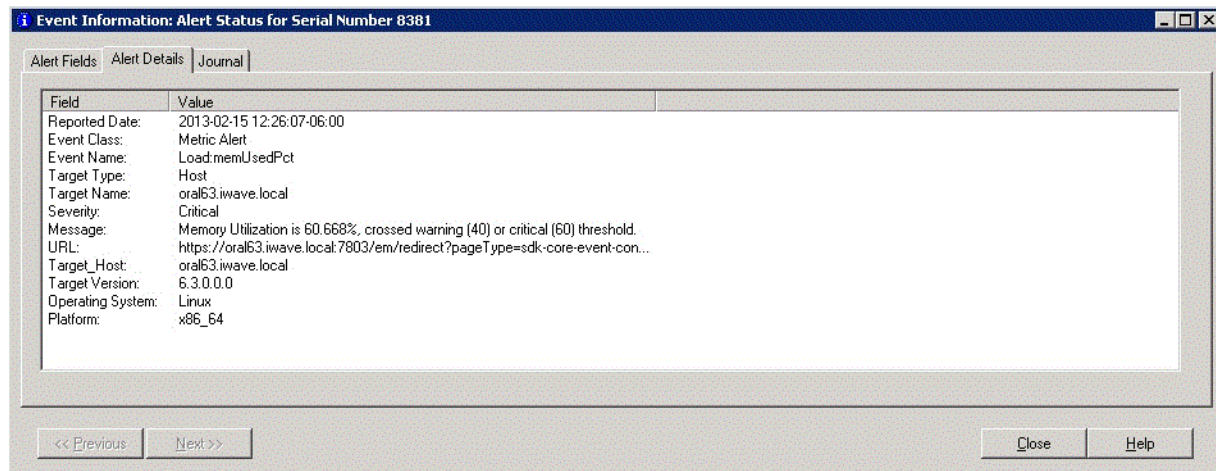 Event Information: Alert Status for Serial Number 8381
Alert Fields Alert Details Journal
Field Value
Reported Date: 2013-02-15 12:26:07-06:00
Event Class: Metric Alert
Event Name: Load:memUsedPct
Target Type: Host
Target Name: oral63.iwave.local
Severity: Critical
Message: Memory Utilization is 60.668%, crossed warning (40) or critical (60) threshold.
URL: https://oral63.iwave.local:7803/em/redirect?pageType=sdk-core-event-con...
Target_Host: oral63.iwave.local
Target Version: 6.3.0.0.0
Operating System: Linux
Platform: x86_64
<< Previous Next >> Close Help